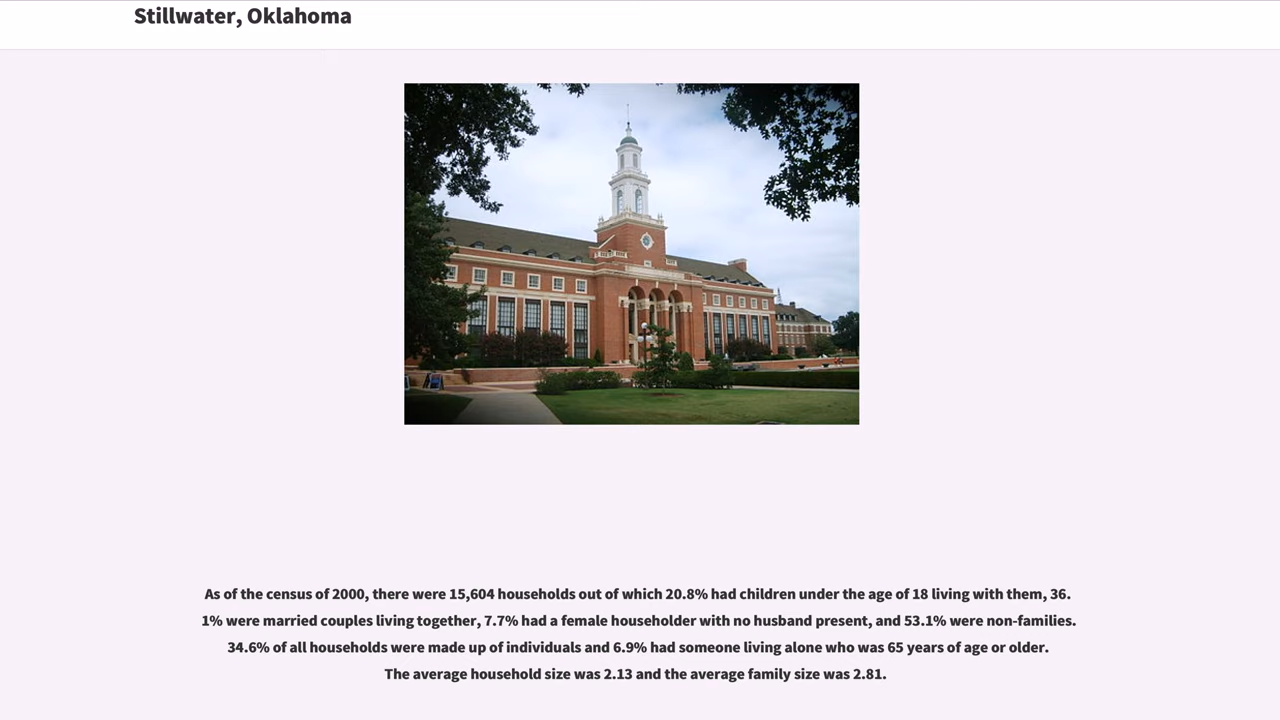 Stillwater, Oklahoma
As of the census of 2000, there were 15,604 households out of which 20.8% had children under the age of 18 living with them, 36.
1% were married couples living together, 7.7% had a female householder with no husband present, and 53.1% were non-families.
34.6% of all households were made up of individuals and 6.9% had someone living alone who was 65 years of age or older.
The average household size was 2.13 and the average family size was 2.81.